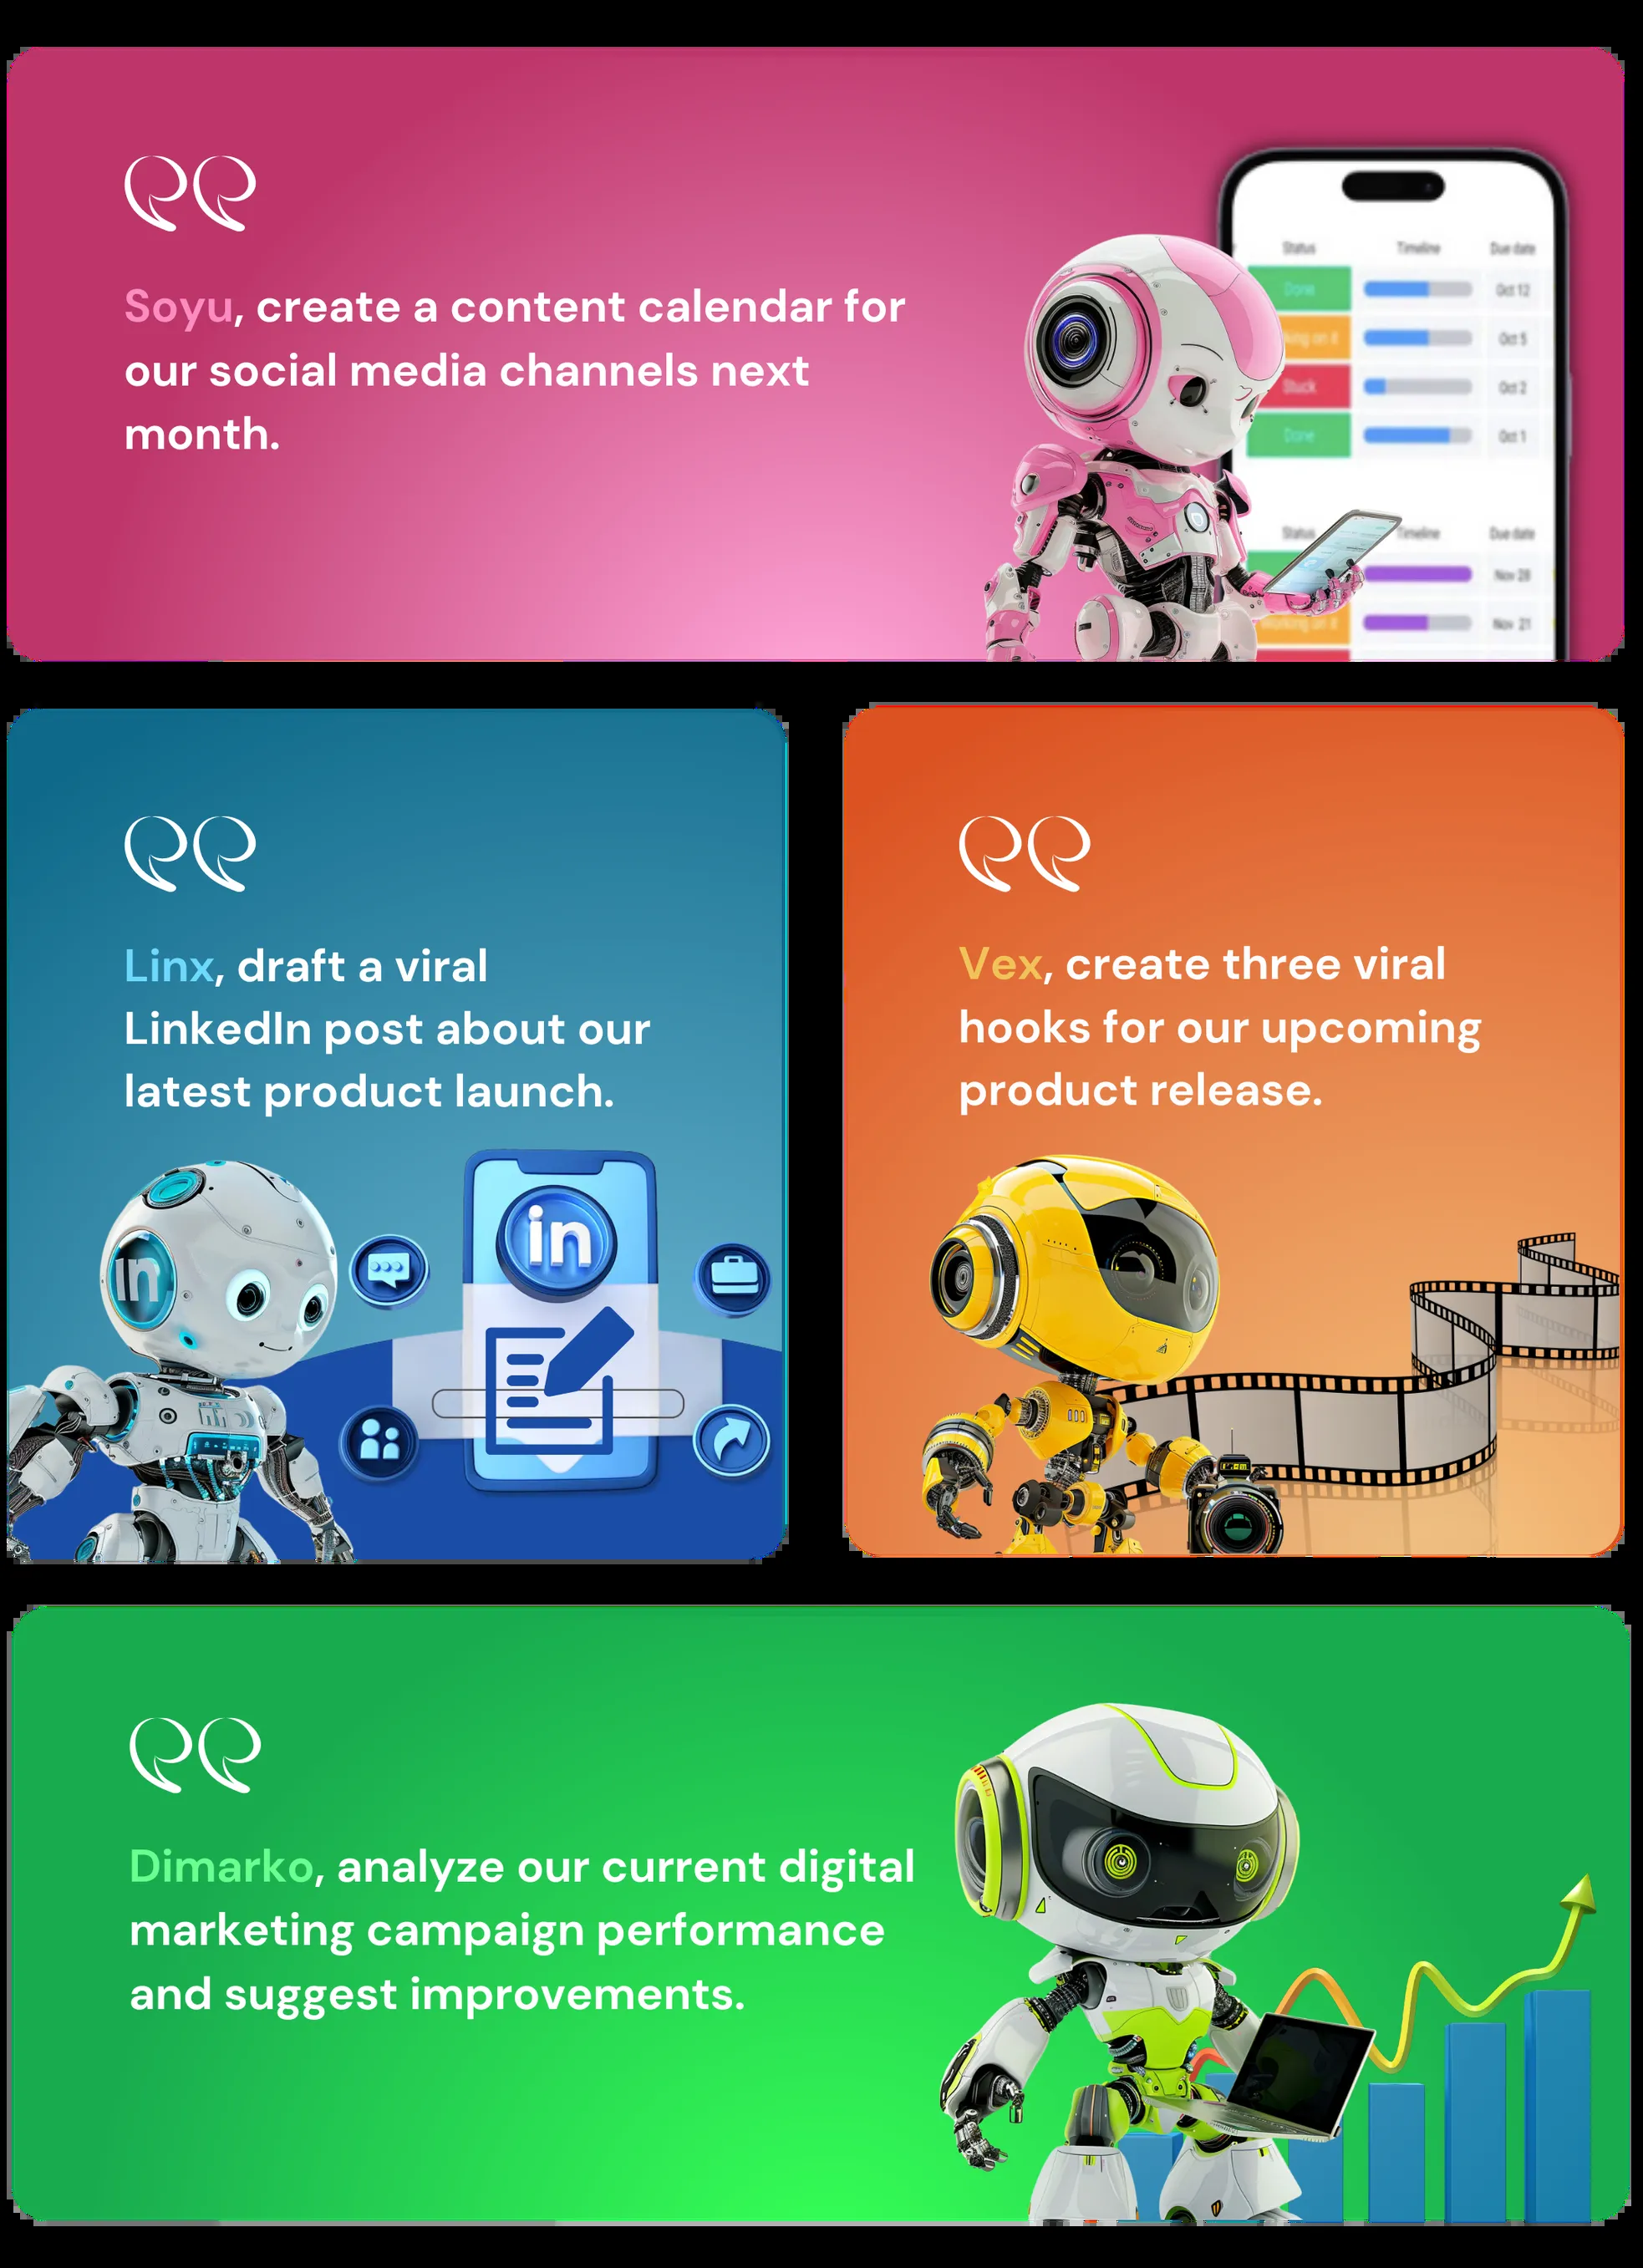 Soyu, create a content calendar for
our social media channels next
month.
Status Timeline Due date
Done Oct 12
king on it Oct 5
Stuck Oct 2
Done Oct 1
Status Timeline Due date
Nov 28
Working on it Nov 21
Linx, draft a viral
LinkedIn post about our
latest product launch.
in
in
Vex, create three viral
hooks for our upcoming
product release.
Dimarko, analyze our current digital
marketing campaign performance
and suggest improvements.